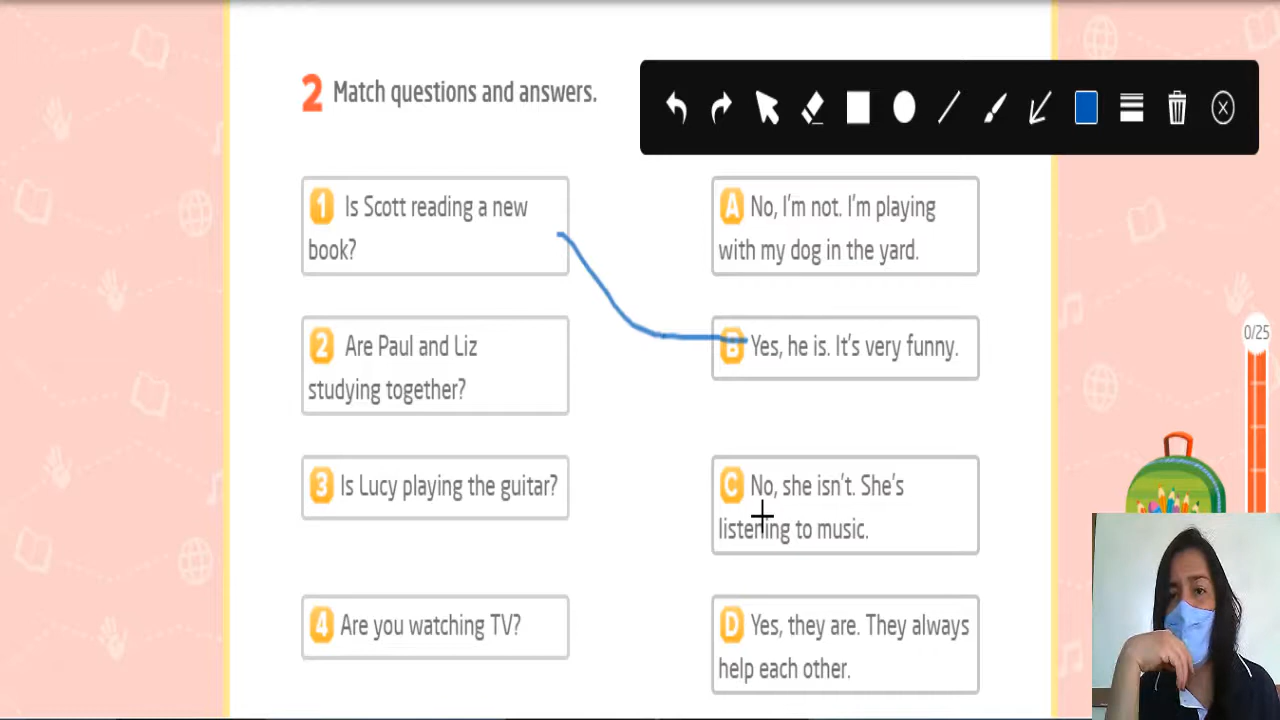 2 Match questions and answers.
1 Is Scott reading a new
book?
A No, I'm not. I'm playing
with my dog in the yard.
2 Are Paul and Liz
studying together?
B Yes, he is. It's very funny.
0/25
3 Is Lucy playing the guitar?
C No, she isn't. She's
listening to music.
4 Are you watching TV?
D Yes, they are. They always
help each other.